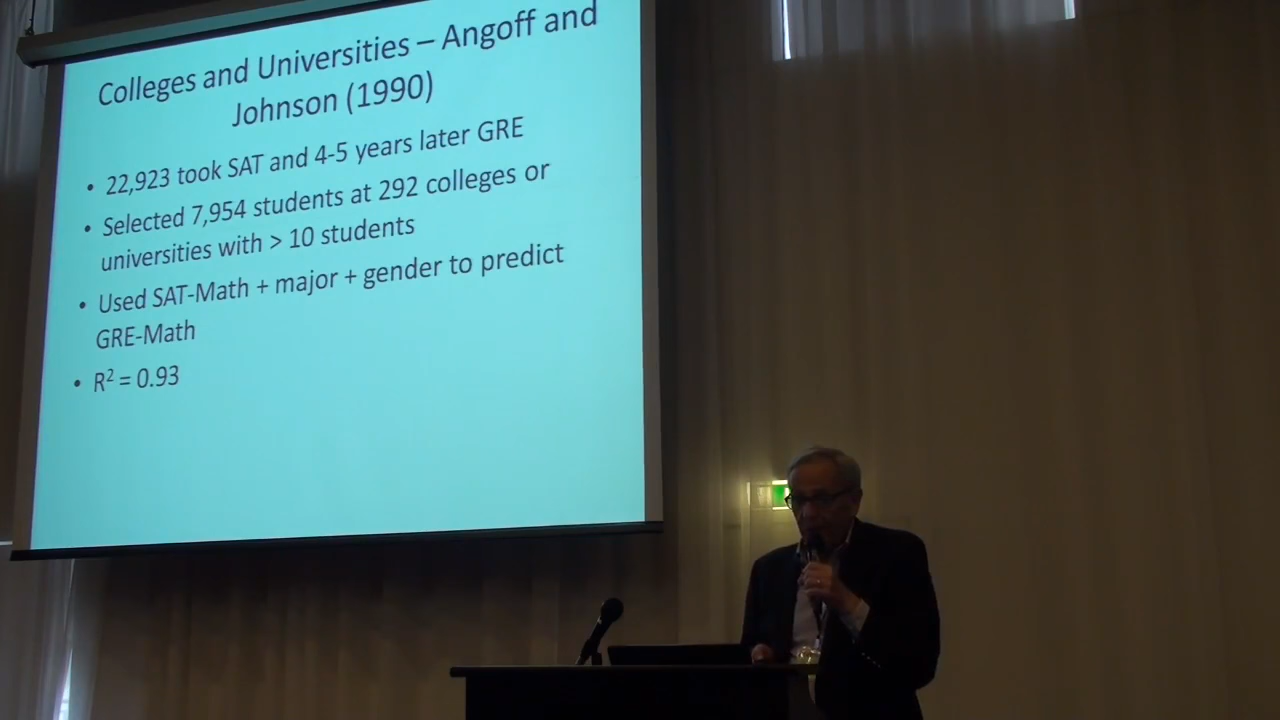 Colleges and Universities – Angoff and
Johnson (1990)
• 22,923 took SAT and 4-5 years later GRE
• Selected 7,954 students at 292 colleges or
universities with > 10 students
• Used SAT-Math + major + gender to predict
GRE-Math
• R² = 0.93